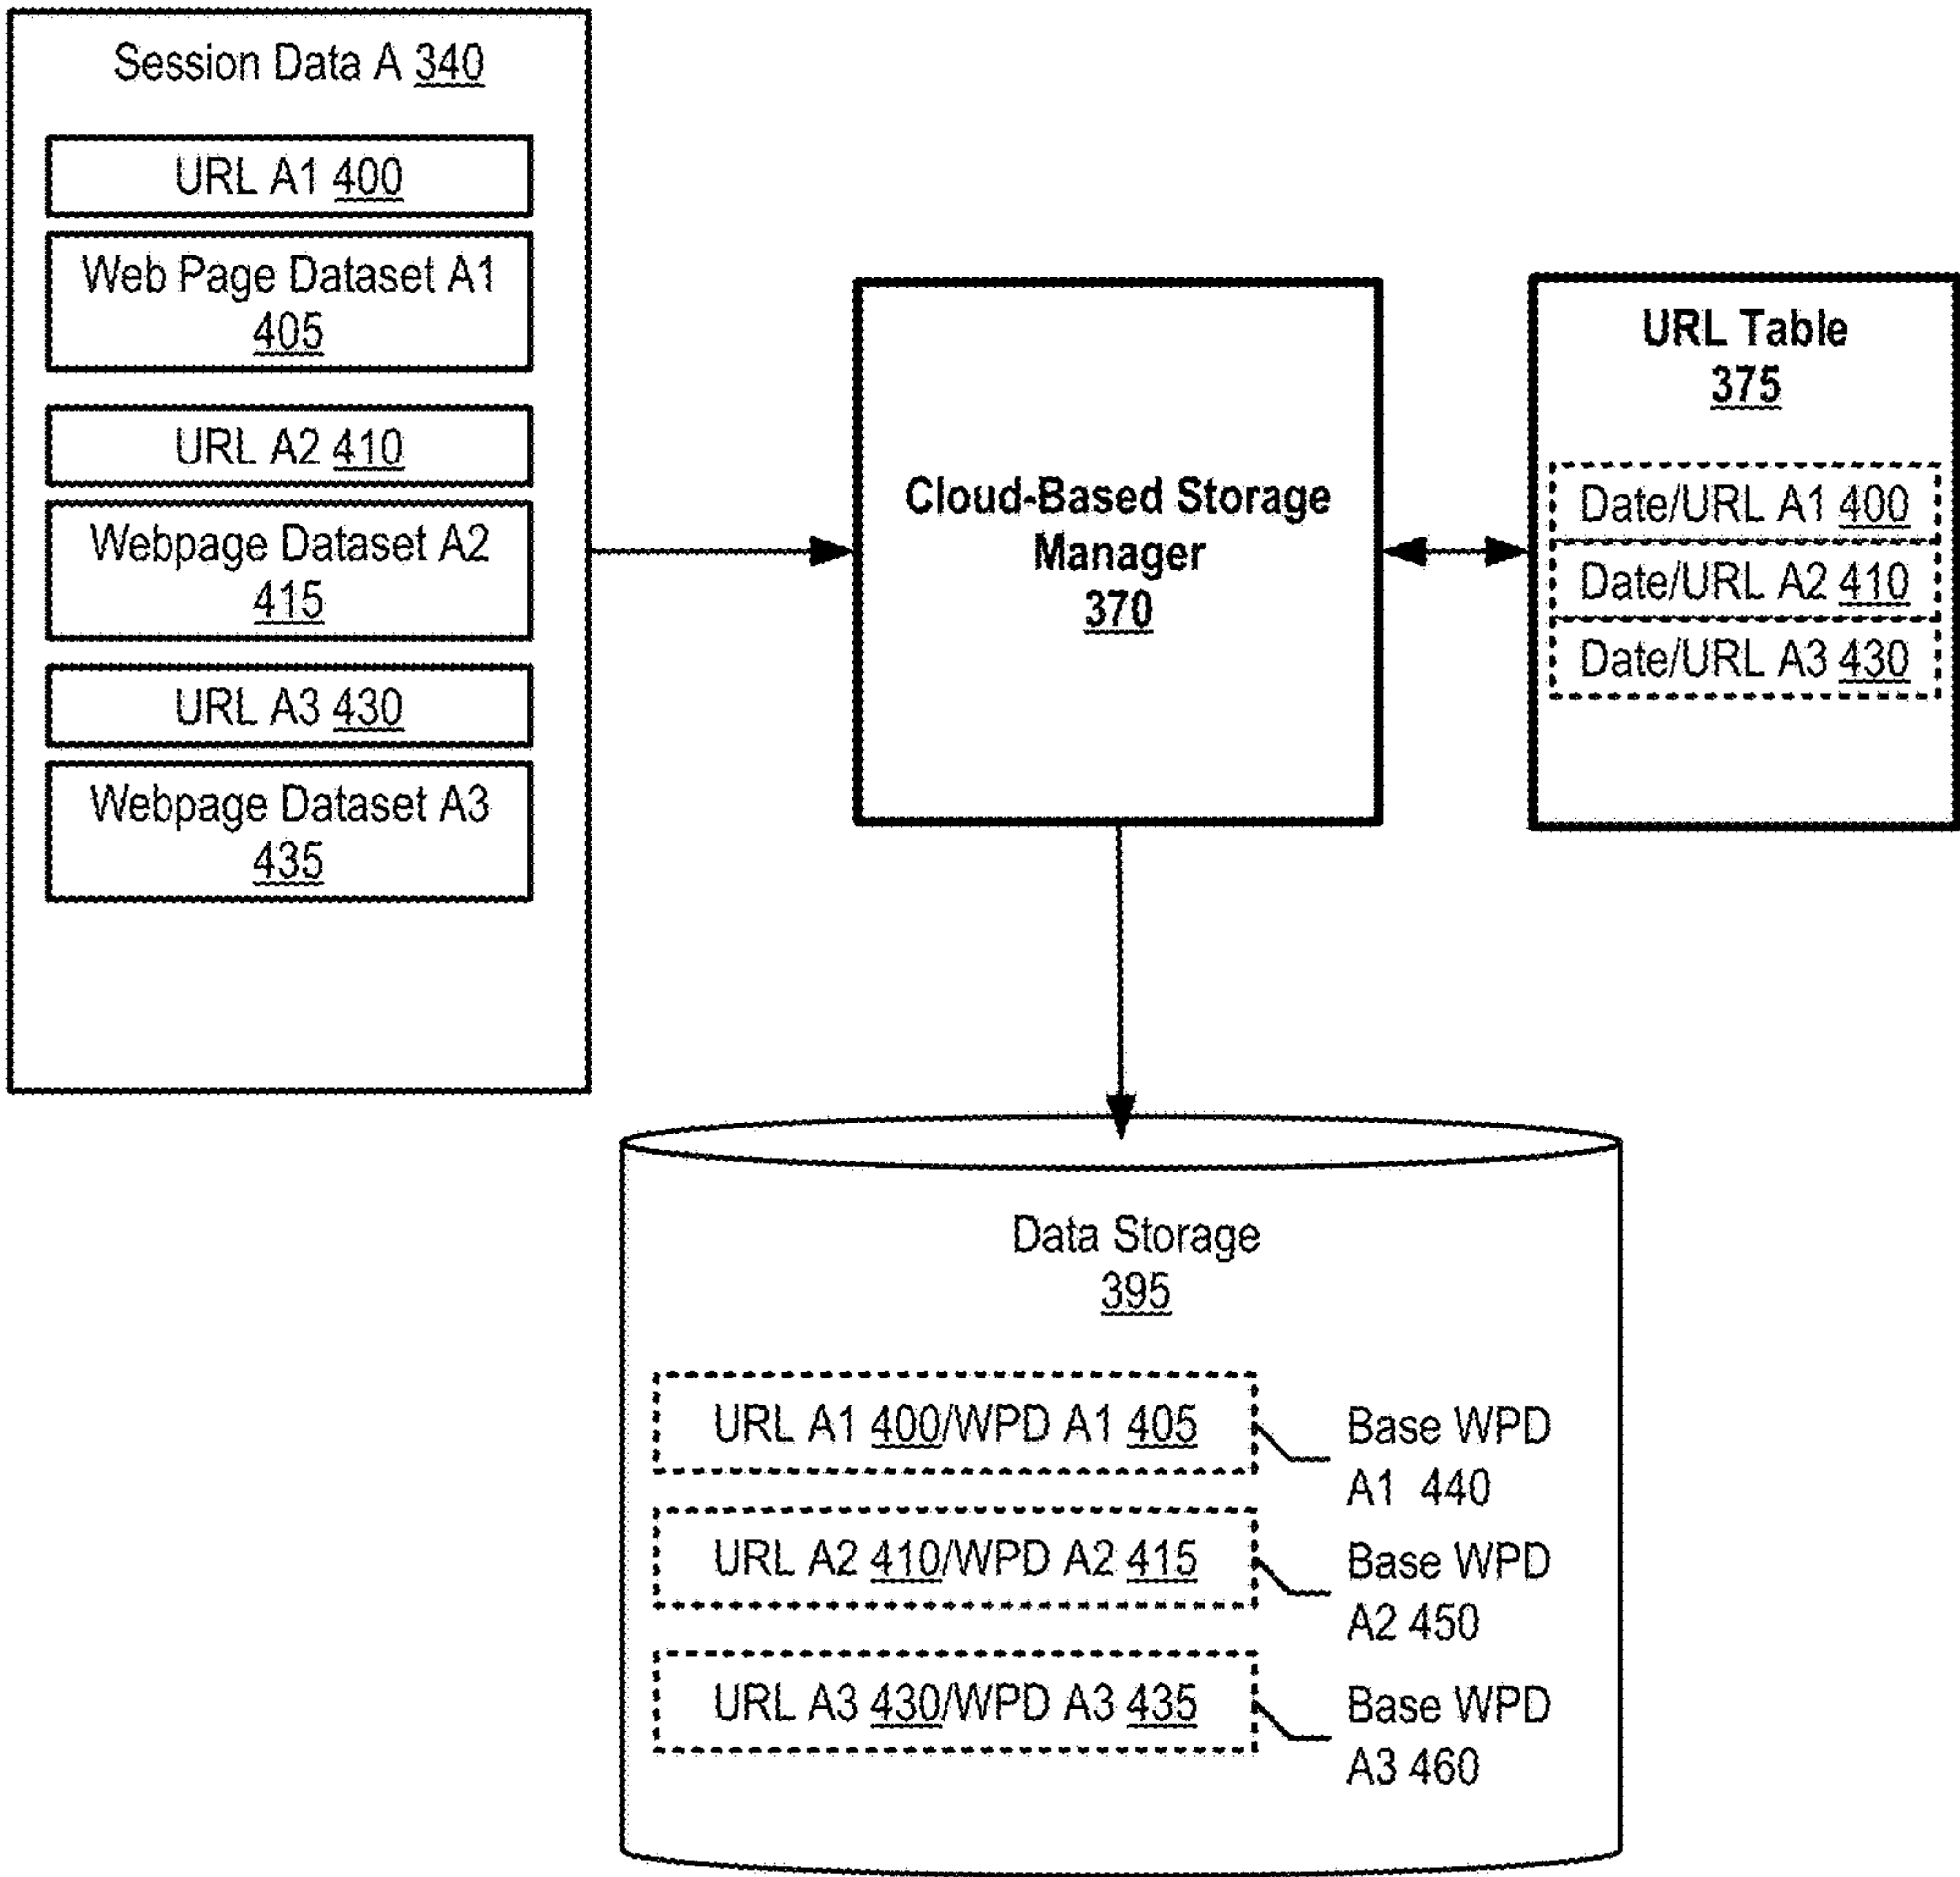 Session Data A 340
URL A1 400
Web Page Dataset A1
405
URL A2 410
Webpage Dataset A2
415
URL A3 430
Webpage Dataset A3
435
Cloud-Based Storage
Manager
370
URL Table
375
Date/URL A1 400
Date/URL A2 410
Date/URL A3 430
Data Storage
395
URL A1 400/WPD A1 405
Base WPD
A1 440
URL A2 410/WPD A2 415
Base WPD
A2 450
URL A3 430/WPD A3 435
Base WPD
A3 460